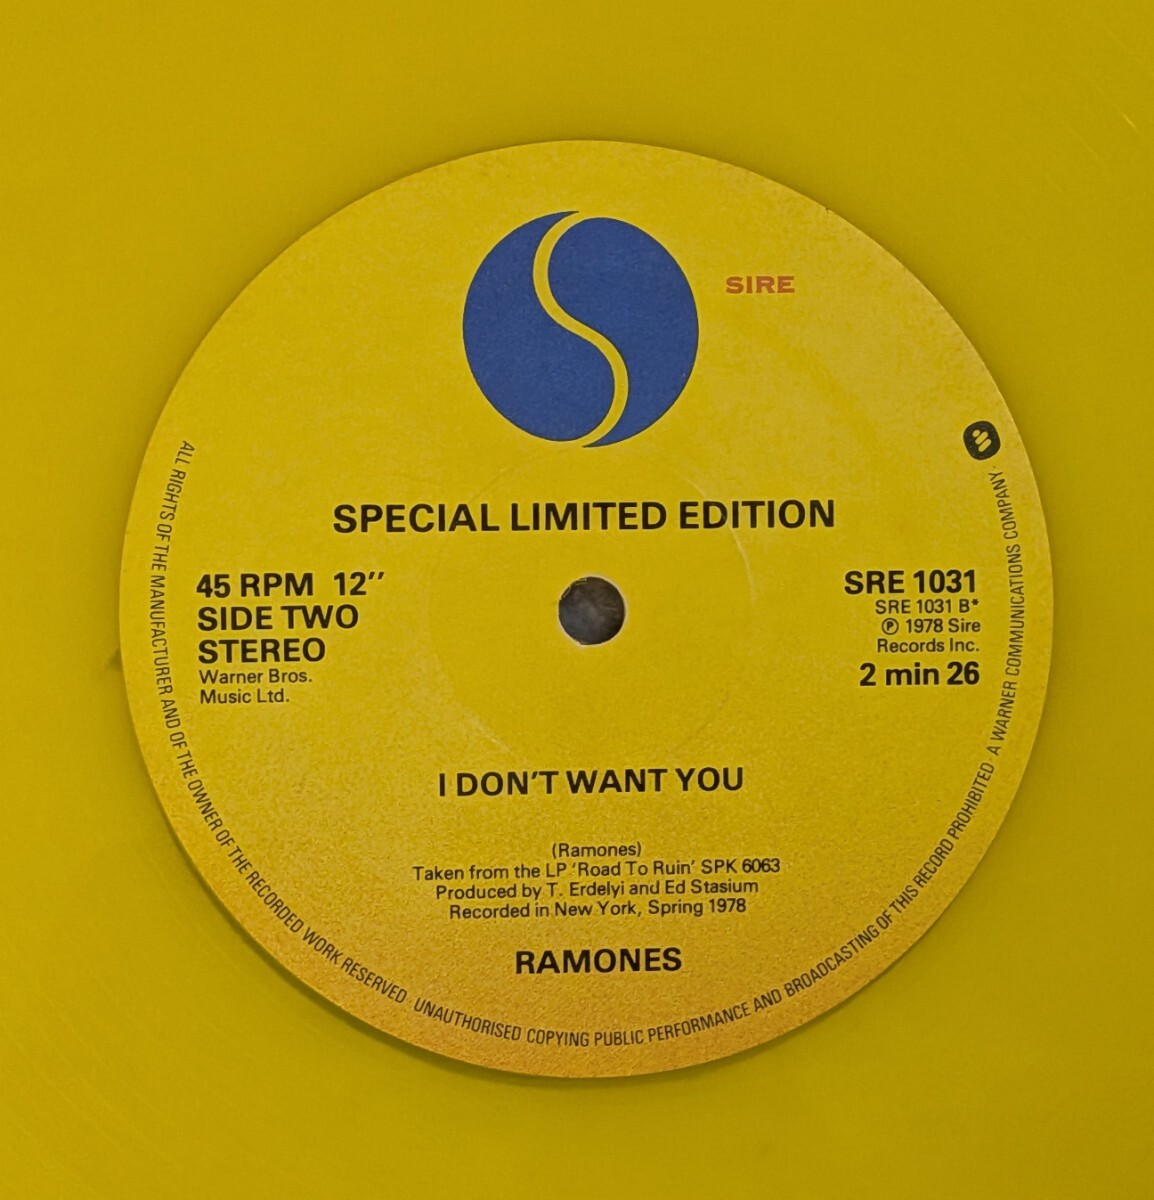 SIRE
SPECIAL LIMITED EDITION
45 RPM 12''
SIDE TWO
STEREO
Warner Bros.
Music Ltd.
SRE 1031
SRE 1031 B*
℗ 1978 Sire
Records Inc.
2 min 26
I DON'T WANT YOU
(Ramones)
Taken from the LP 'Road To Ruin' SPK 6063
Produced by T. Erdelyi and Ed Stasium
Recorded in New York, Spring 1978
RAMONES
ALL RIGHTS OF THE MANUFACTURER AND OF THE OWNER OF THE RECORDED WORK RESERVED UNAUTHORISED COPYING PUBLIC PERFORMANCE AND BROADCASTING OF THIS RECORD PROHIBITED A WARNER COMMUNICATIONS COMPANY.